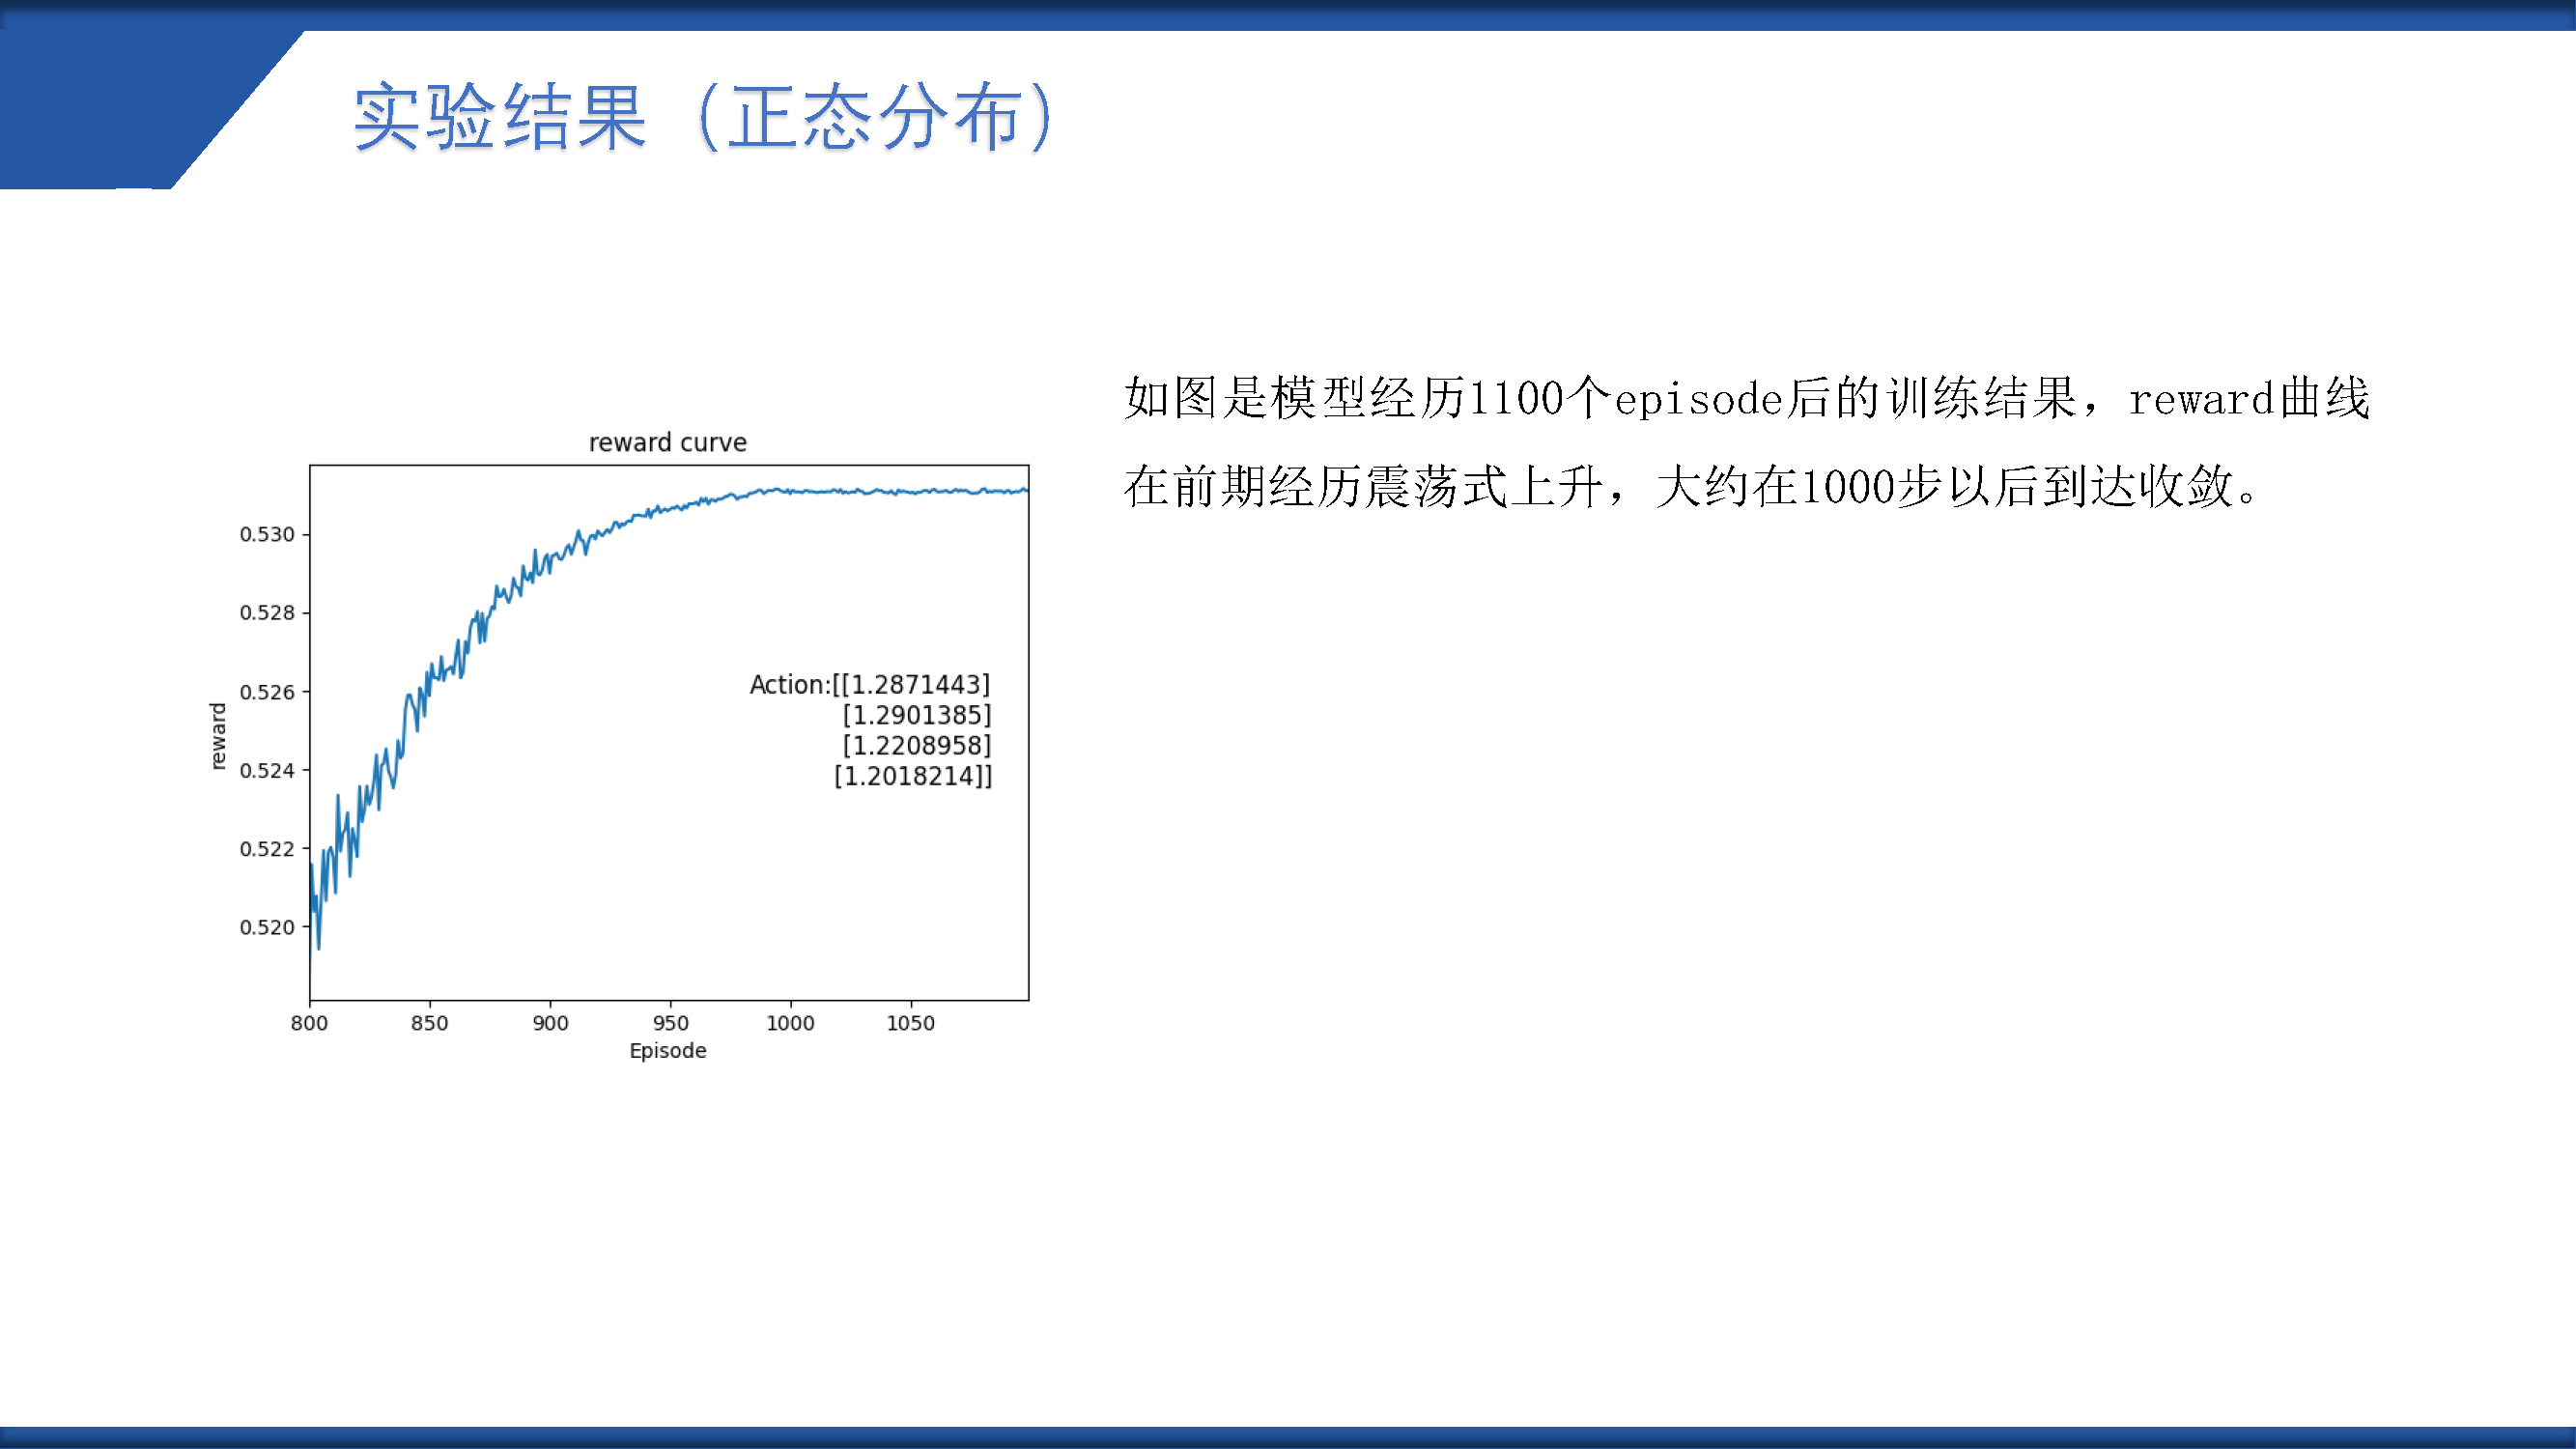 实验结果（正态分布）
如图是模型经历1100个episode后的训练结果，reward曲线
在前期经历震荡式上升，大约在1000步以后到达收敛。
reward curve
0.530
0.528
0.526
0.524
0.522
0.520
reward
Action:[[1.2871443]
[1.2901385]
[1.2208958]
[1.2018214]]
800 850 900 950 1000 1050
Episode